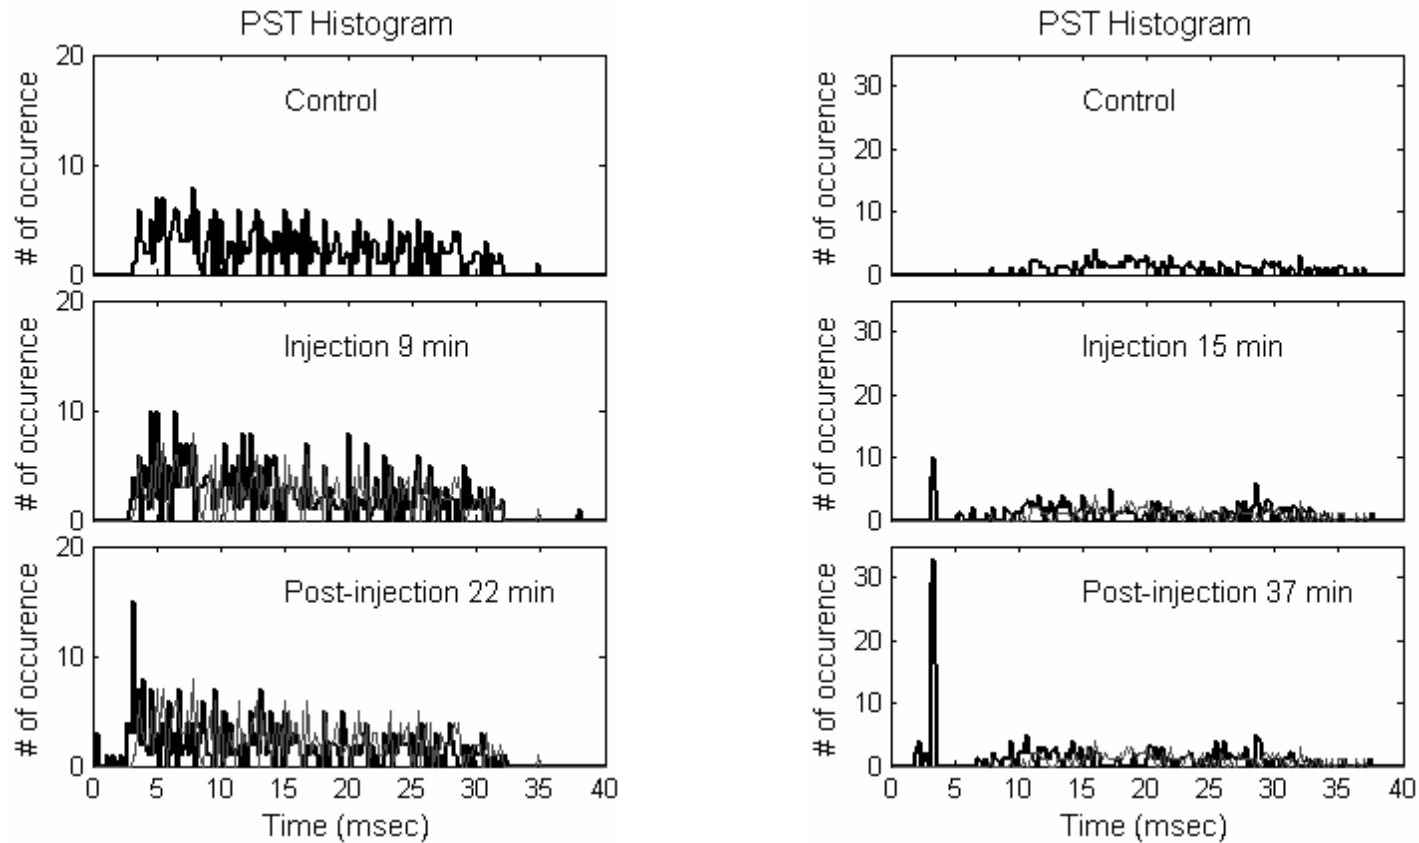 PST Histogram
20
10
0
# of occurence
Control
20
10
0
# of occurence
Injection 9 min
20
10
0
# of occurence
Post-injection 22 min
0 5 10 15 20 25 30 35 40
Time (msec)
PST Histogram
30
20
10
0
# of occurence
Control
30
20
10
0
# of occurence
Injection 15 min
30
20
10
0
# of occurence
Post-injection 37 min
0 5 10 15 20 25 30 35 40
Time (msec)